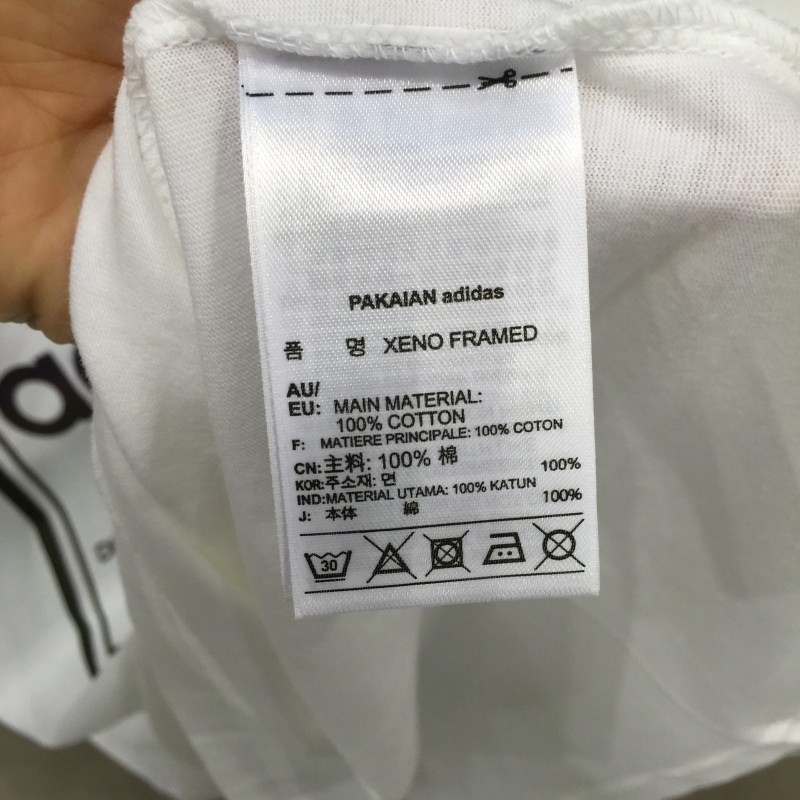 PAKAIAN adidas
품 명 XENO FRAMED
AU/
EU: MAIN MATERIAL:
100% COTTON
F: MATIERE PRINCIPALE: 100% COTON
CN:主料: 100% 棉
KOR:주소재: 면 100%
IND:MATERIAL UTAMA: 100% KATUN
J: 本体 綿 100%
30